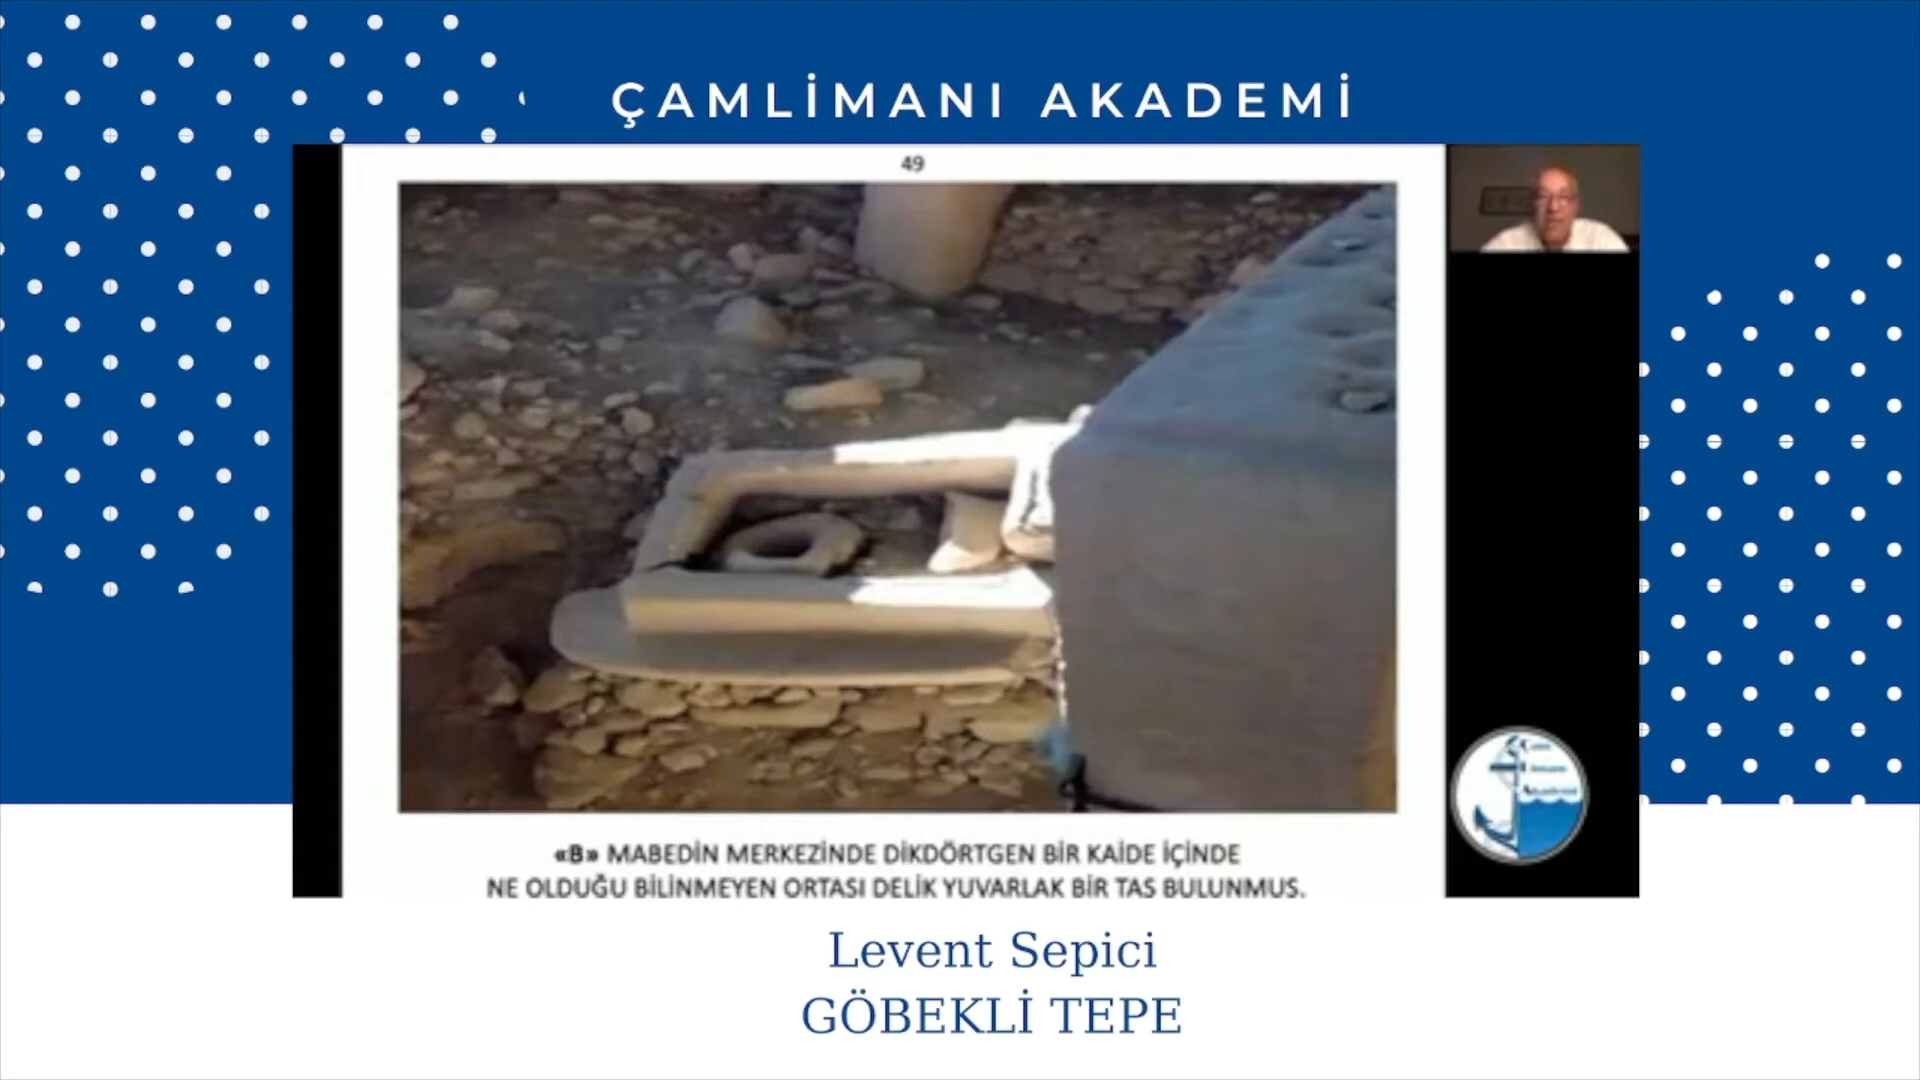 ÇAMLİMANI AKADEMİ
49
«B» MABEDİN MERKEZİNDE DİKDÖRTGEN BİR KAİDE İÇİNDE
NE OLDUĞU BİLİNMEYEN ORTASI DELİK YUVARLAK BİR TAS BULUNMUS.
Levent Sepici
GÖBEKLİ TEPE